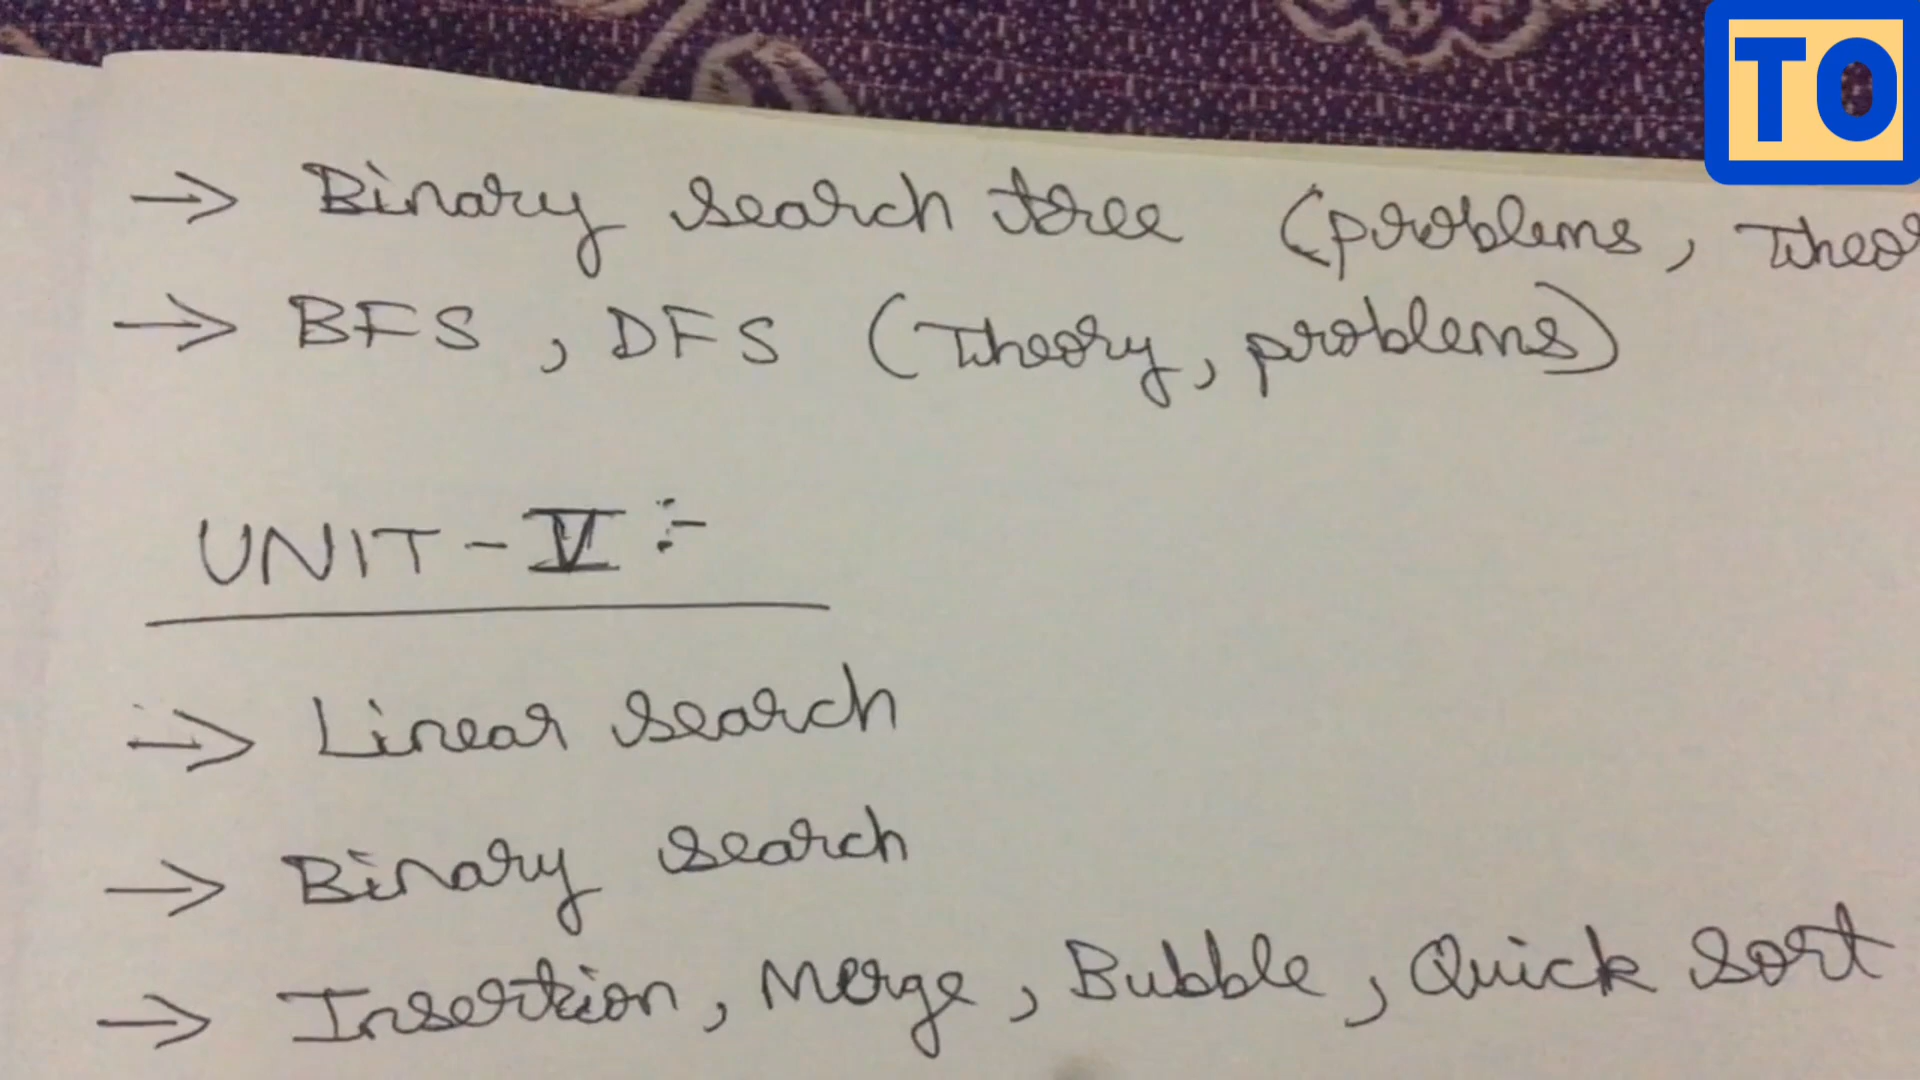 TO
→ Binary search tree (problems, Theor
→ BFS, DFS (Theory, problems)
UNIT-V :-
→ Linear search
→ Binary search
→ Insertion, Merge, Bubble, Quick Sort